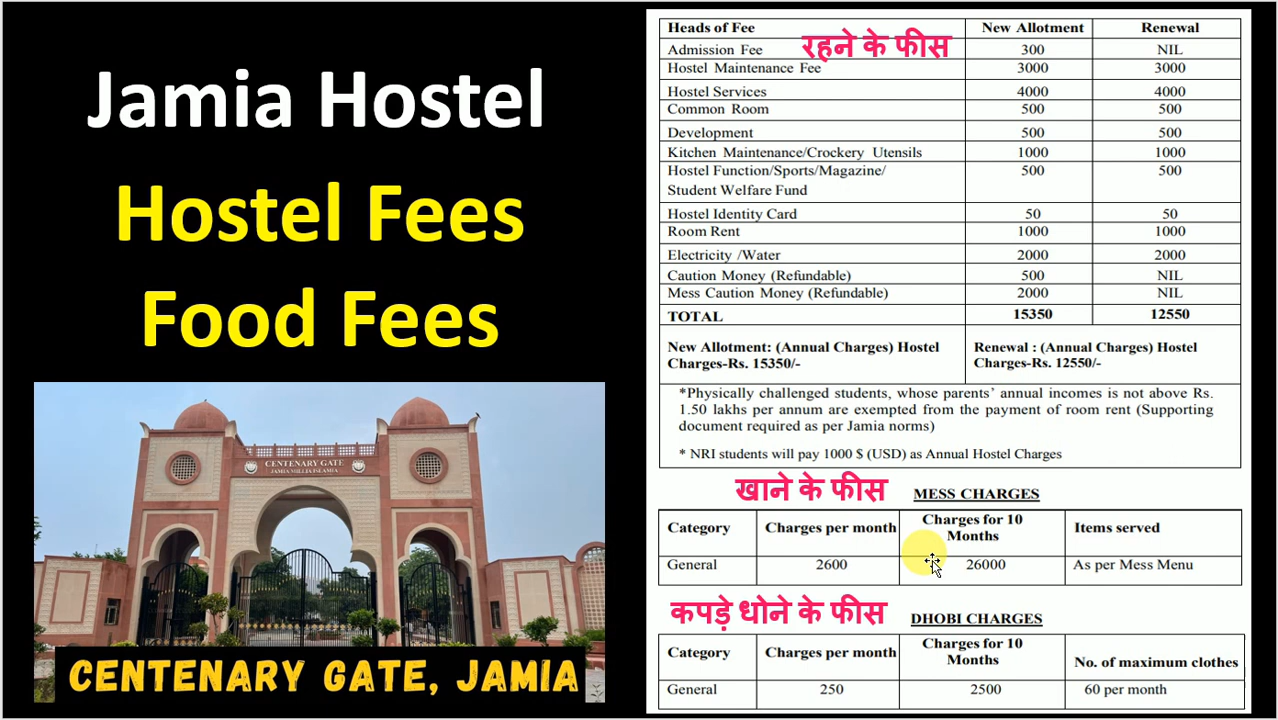 Jamia Hostel
Hostel Fees
Food Fees
CENTENARY GATE
JAMIA MILLIA ISLAMIA
CENTENARY GATE, JAMIA
Heads of Fee New Allotment Renewal
रहने के फीस
Admission Fee 300 NIL
Hostel Maintenance Fee 3000 3000
Hostel Services 4000 4000
Common Room 500 500
Development 500 500
Kitchen Maintenance/Crockery Utensils 1000 1000
Hostel Function/Sports/Magazine/ 500 500
Student Welfare Fund
Hostel Identity Card 50 50
Room Rent 1000 1000
Electricity /Water 2000 2000
Caution Money (Refundable) 500 NIL
Mess Caution Money (Refundable) 2000 NIL
TOTAL 15350 12550
New Allotment: (Annual Charges) Hostel
Charges-Rs. 15350/-
Renewal : (Annual Charges) Hostel
Charges-Rs. 12550/-
*Physically challenged students, whose parents' annual incomes is not above Rs.
1.50 lakhs per annum are exempted from the payment of room rent (Supporting
document required as per Jamia norms)
* NRI students will pay 1000 $ (USD) as Annual Hostel Charges
खाने के फीस MESS CHARGES
Category Charges per month Charges for 10 Months Items served
General 2600 26000 As per Mess Menu
कपड़े धोने के फीस DHOBI CHARGES
Category Charges per month Charges for 10 Months No. of maximum clothes
General 250 2500 60 per month